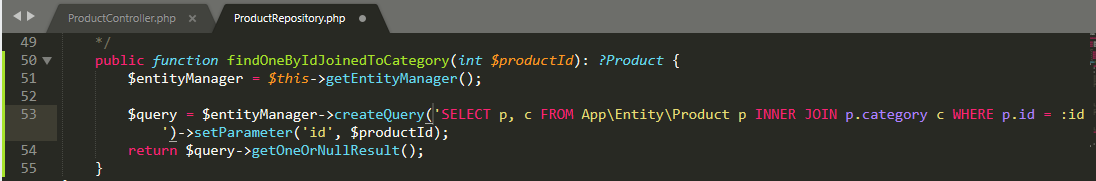 ProductController.php × ProductRepository.php
49 */
50 public function findOneByIdJoinedToCategory(int $productId): ?Product {
51 $entityManager = $this->getEntityManager();
52
53 $query = $entityManager->createQuery('SELECT p, c FROM App\Entity\Product p INNER JOIN p.category c WHERE p.id = :id
')->setParameter('id', $productId);
54 return $query->getOneOrNullResult();
55 }